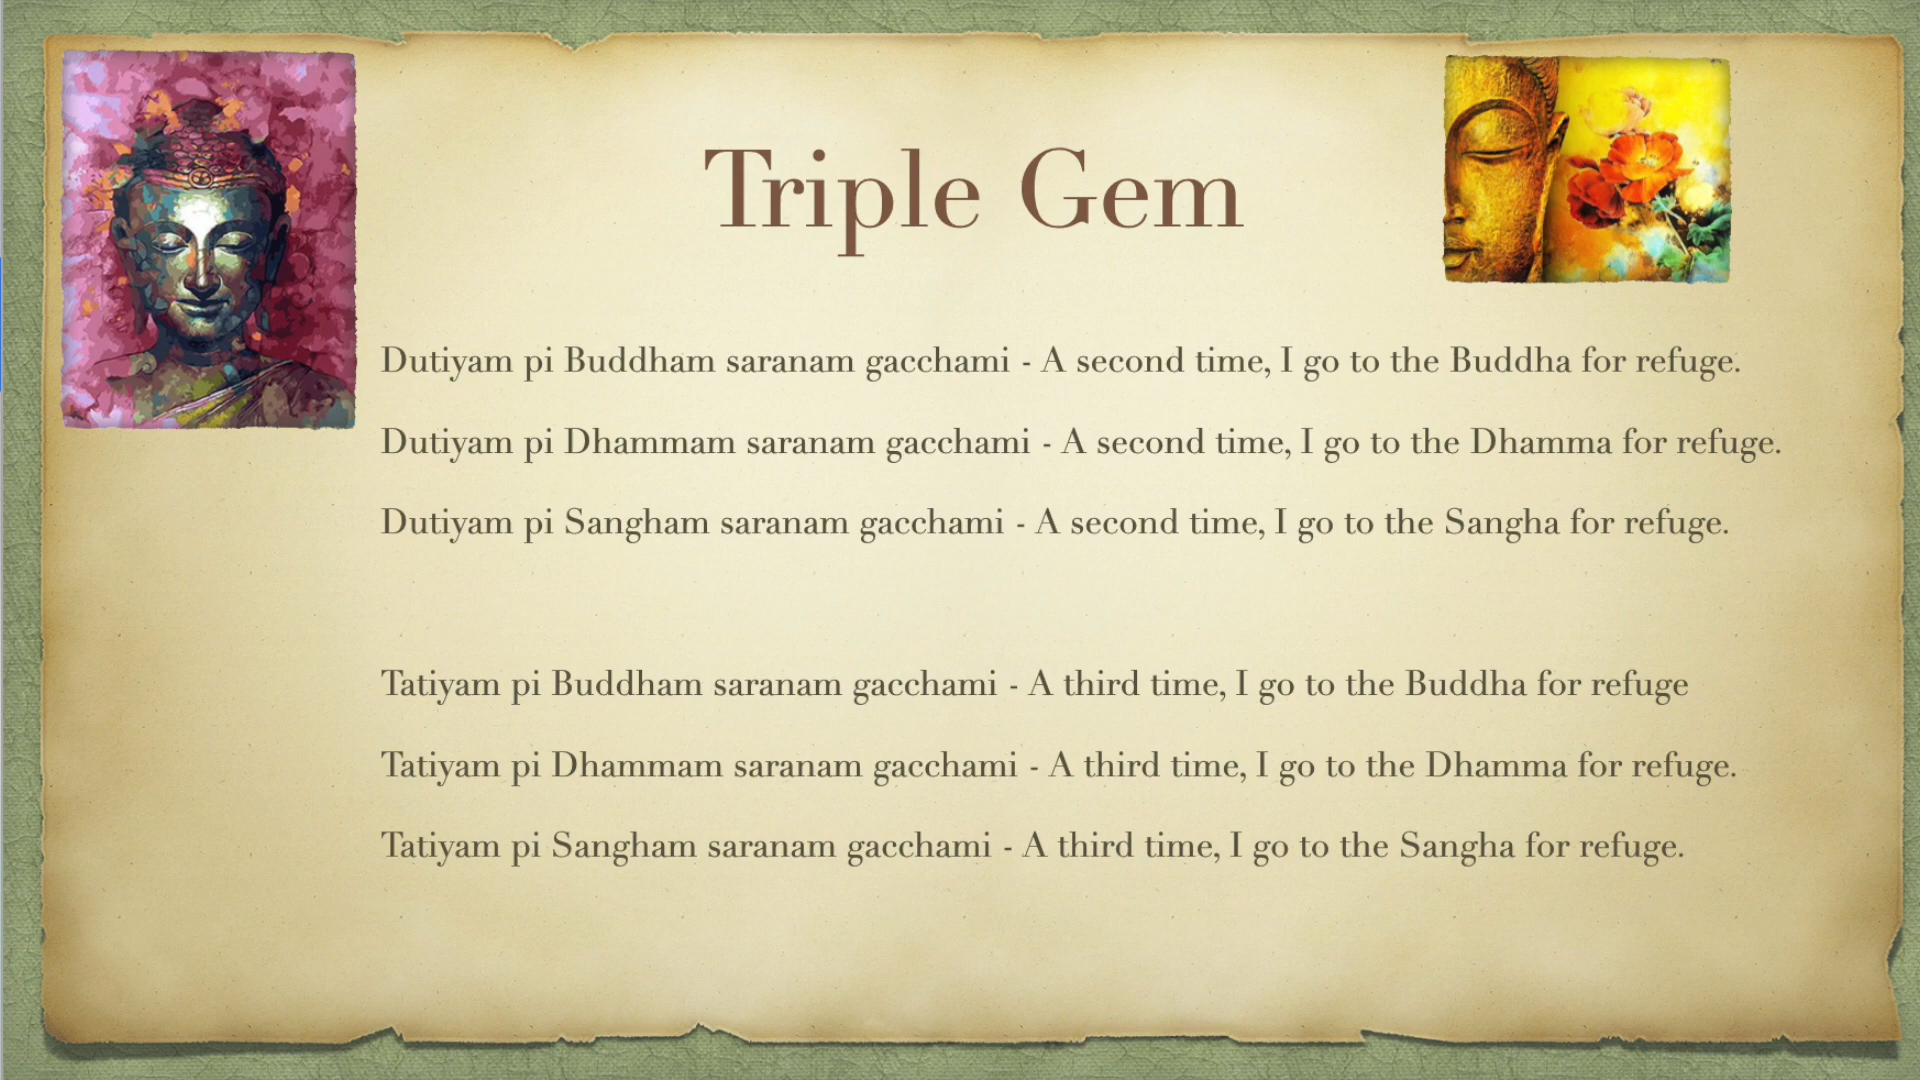 Triple Gem
Dutiyam pi Buddham saranam gacchami - A second time, I go to the Buddha for refuge.
Dutiyam pi Dhammam saranam gacchami - A second time, I go to the Dhamma for refuge.
Dutiyam pi Sangham saranam gacchami - A second time, I go to the Sangha for refuge.
Tatiyam pi Buddham saranam gacchami - A third time, I go to the Buddha for refuge
Tatiyam pi Dhammam saranam gacchami - A third time, I go to the Dhamma for refuge.
Tatiyam pi Sangham saranam gacchami - A third time, I go to the Sangha for refuge.